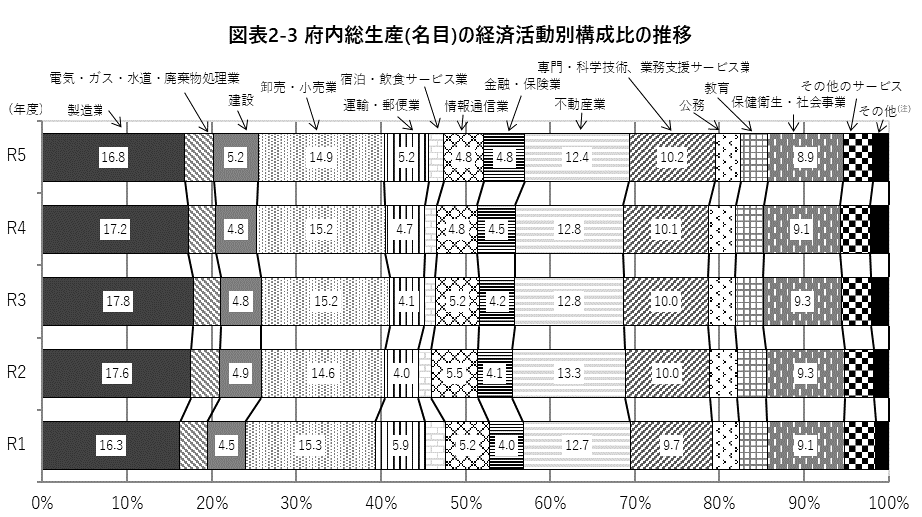 図表2-3 府内総生産(名目)の経済活動別構成比の推移
専門・科学技術、業務支援サービス業
電気・ガス・水道・廃棄物処理業
宿泊・飲食サービス業
卸売・小売業
金融・保険業
教育
その他のサービス
(年度)
製造業
建設
運輸・郵便業
情報通信業
不動産業
公務
保健衛生・社会事業
その他(注)
R5 16.8 5.2 14.9 5.2 4.8 4.8 12.4 10.2 8.9
R4 17.2 4.8 15.2 4.7 4.8 4.5 12.8 10.1 9.1
R3 17.8 4.8 15.2 4.1 5.2 4.2 12.8 10.0 9.3
R2 17.6 4.9 14.6 4.0 5.5 4.1 13.3 10.0 9.3
R1 16.3 4.5 15.3 5.9 5.2 4.0 12.7 9.7 9.1
0% 10% 20% 30% 40% 50% 60% 70% 80% 90% 100%